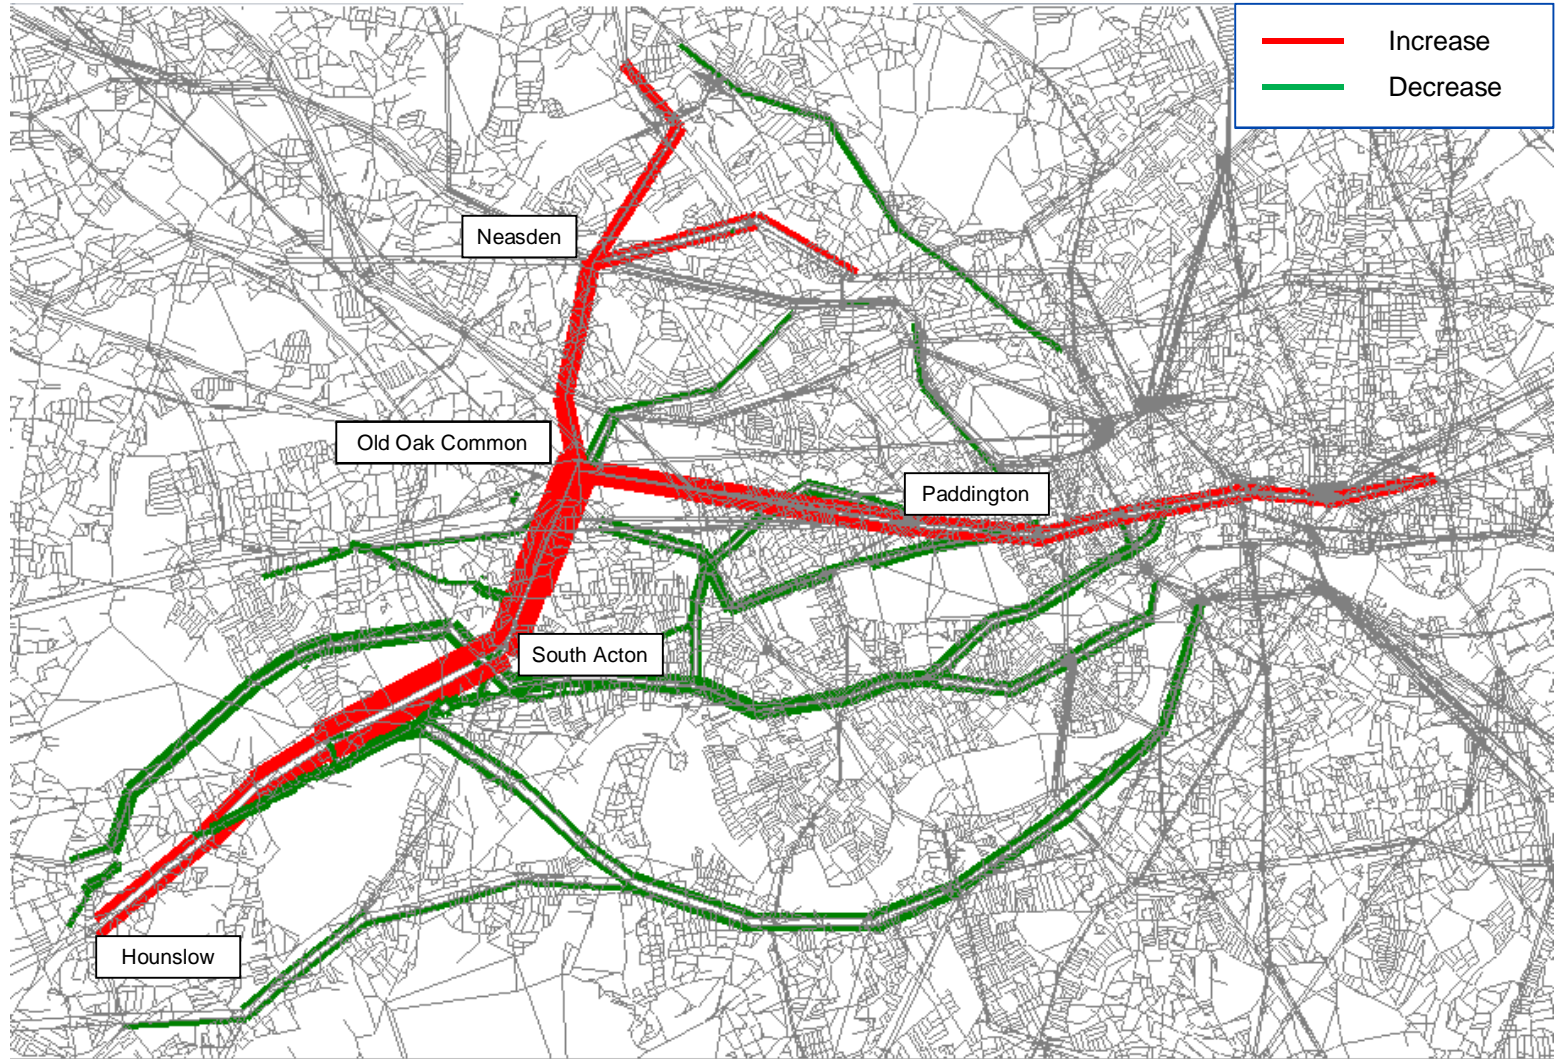 Increase
Decrease
Neasden
Old Oak Common
Paddington
South Acton
Hounslow